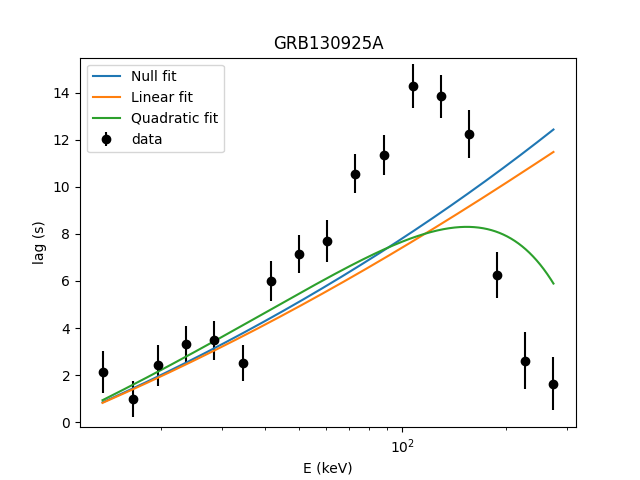 GRB130925A
Null fit
Linear fit
Quadratic fit
data
lag (s)
14
12
10
8
6
4
2
0
10²
E (keV)